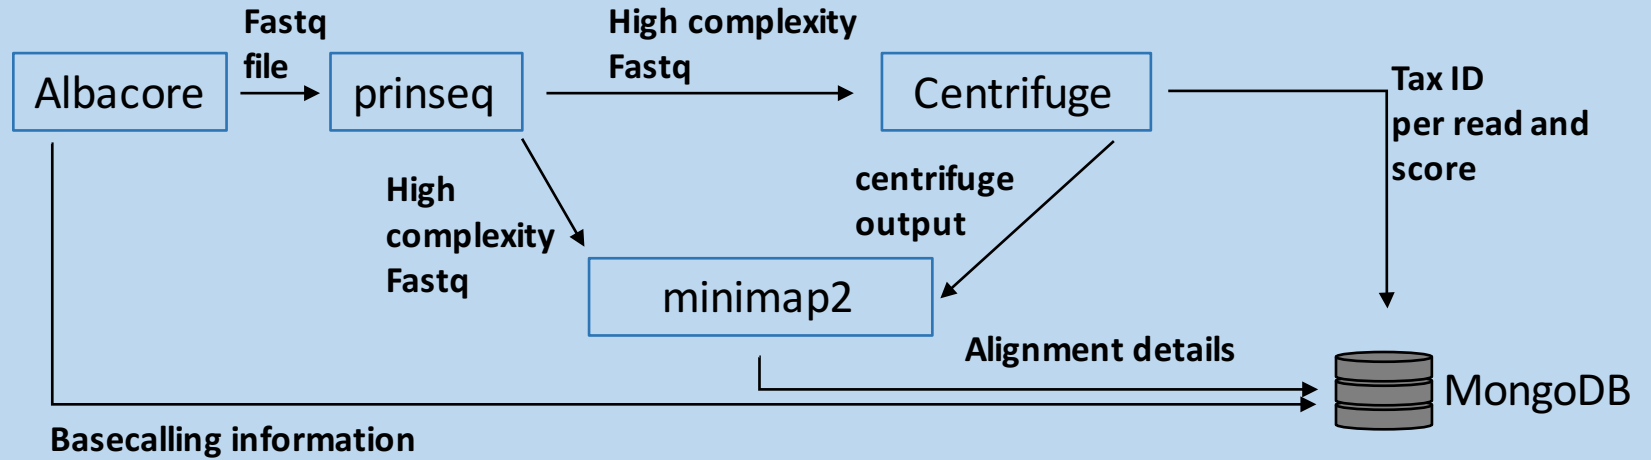 Fastq
file
High complexity
Fastq
Albacore
prinseq
Centrifuge
Tax ID
per read and
score
High
complexity
Fastq
centrifuge
output
minimap2
Alignment details
MongoDB
Basecalling information